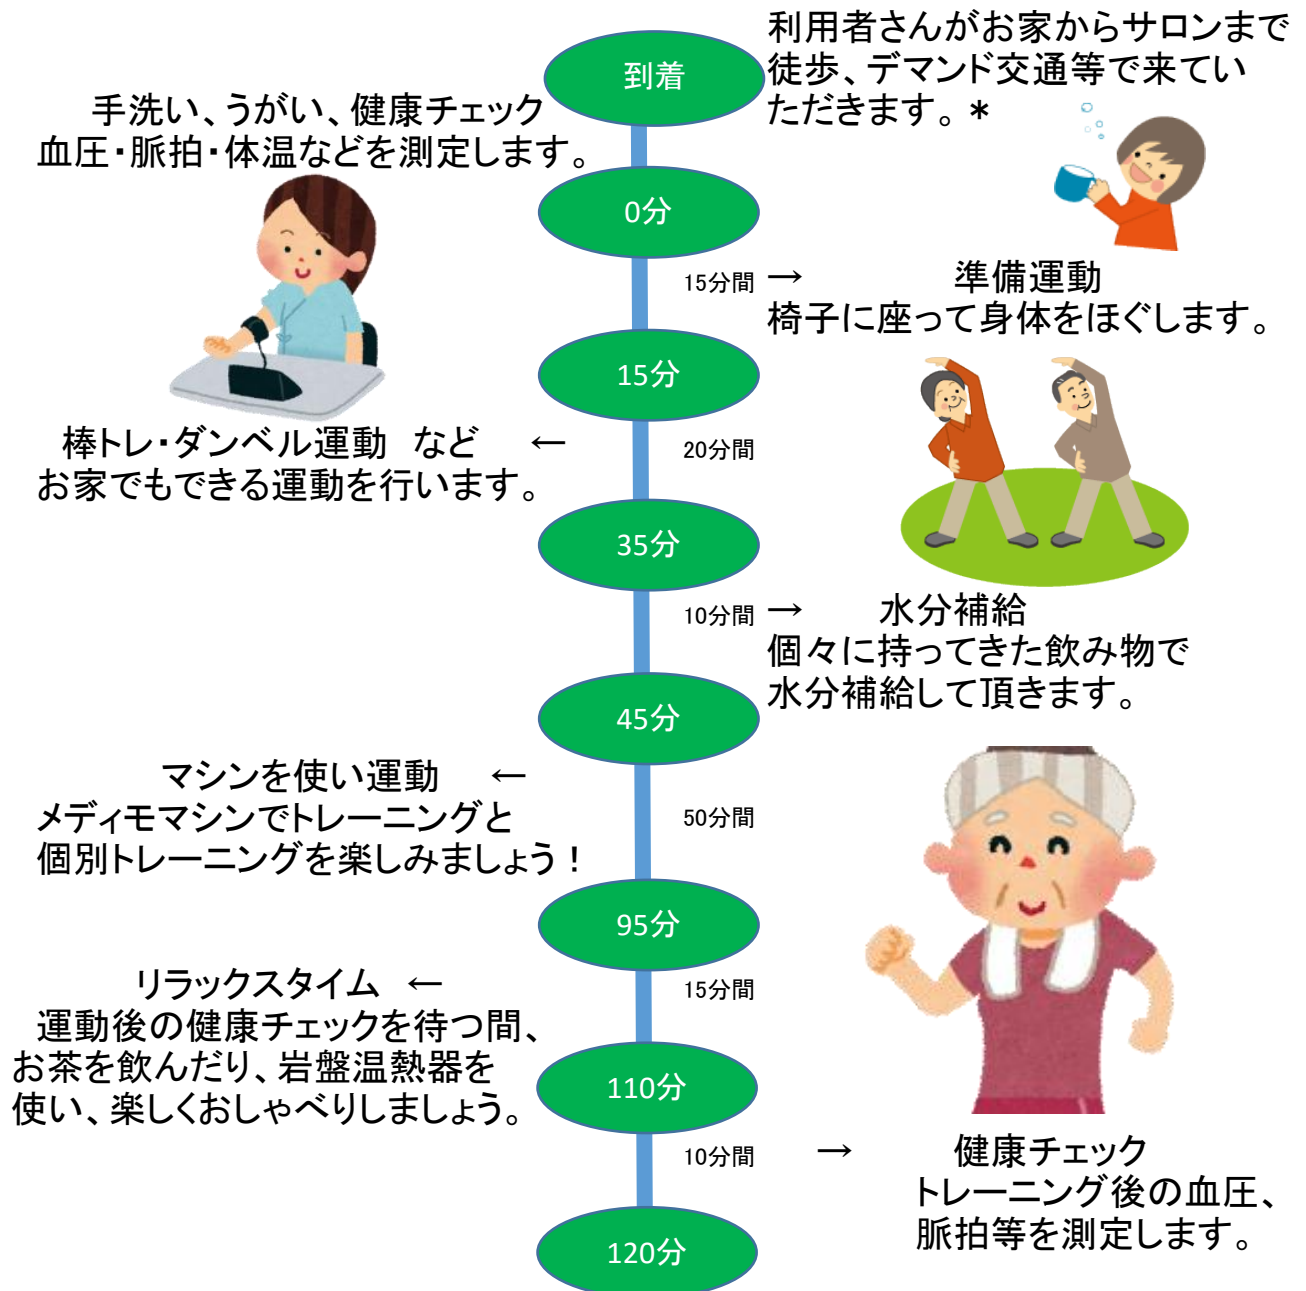 到着
利用者さんがお家からサロンまで
徒歩、デマンド交通等で来てい
ただきます。*
手洗い、うがい、健康チェック
血圧・脈拍・体温などを測定します。
0分
15分間 → 準備運動
椅子に座って身体をほぐします。
15分
棒トレ・ダンベル運動 など ← 20分間
お家でもできる運動を行います。
35分
10分間 → 水分補給
個々に持ってきた飲み物で
水分補給して頂きます。
45分
マシンを使い運動 ←
メディモマシンでトレーニングと
個別トレーニングを楽しみましょう！
50分間
95分
リラックスタイム ← 15分間
運動後の健康チェックを待つ間、
お茶を飲んだり、岩盤温熱器を
使い、楽しくおしゃべりしましょう。
110分
10分間 → 健康チェック
トレーニング後の血圧、
脈拍等を測定します。
120分